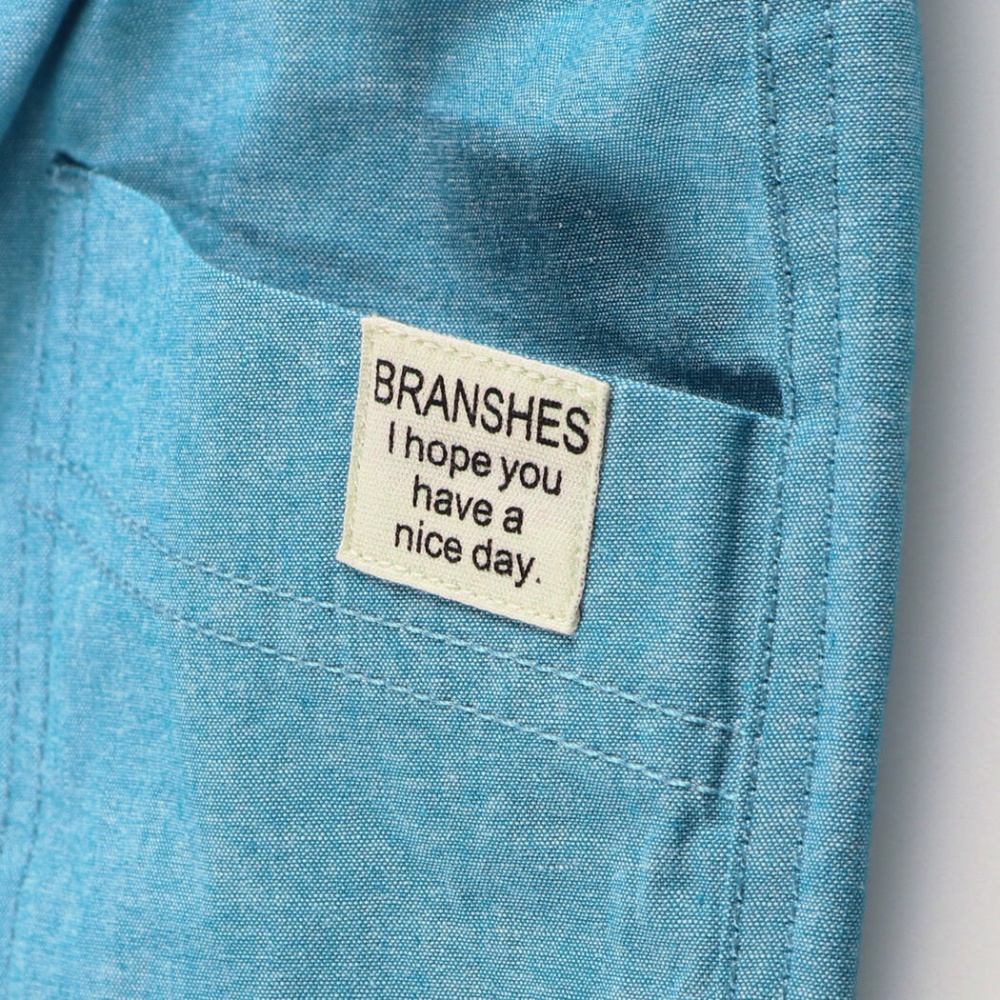 BRANSHES
I hope you
have a
nice day.